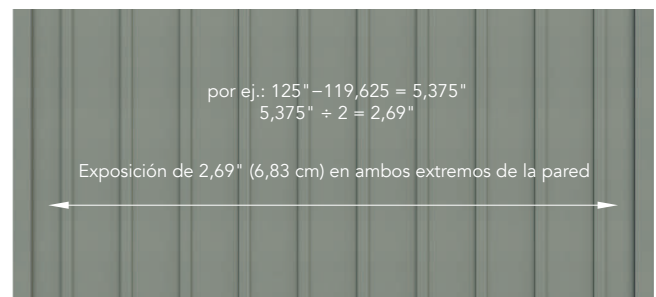 por ej.: 125"–119,625 = 5,375"
5,375" ÷ 2 = 2,69"
Exposición de 2,69" (6,83 cm) en ambos extremos de la pared